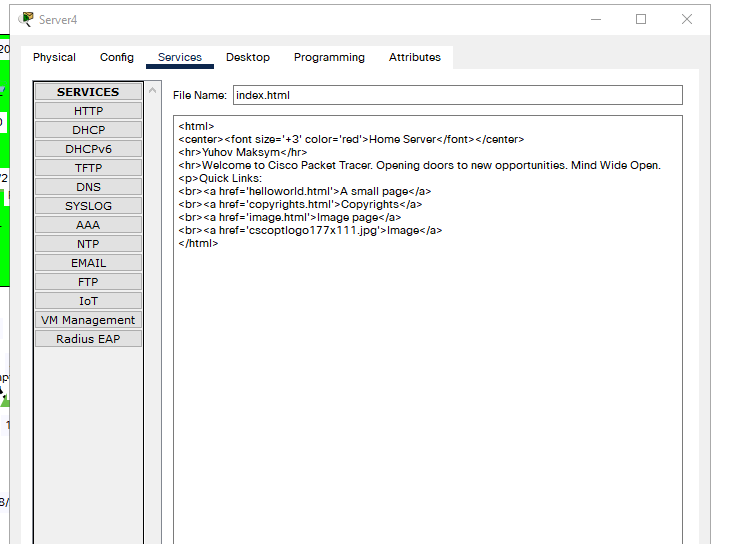 Server4
Physical Config Services Desktop Programming Attributes
SERVICES
HTTP
DHCP
DHCPv6
TFTP
DNS
SYSLOG
AAA
NTP
EMAIL
FTP
IoT
VM Management
Radius EAP
File Name: index.html
<html>
<center><font size='+3' color='red'>Home Server</font></center>
<hr>Yuhov Maksym</hr>
<hr>Welcome to Cisco Packet Tracer. Opening doors to new opportunities. Mind Wide Open.
<p>Quick Links:
<br><a href='helloworld.html'>A small page</a>
<br><a href='copyrights.html'>Copyrights</a>
<br><a href='image.html'>Image page</a>
<br><a href='cscoptlogo177x111.jpg'>Image</a>
</html>